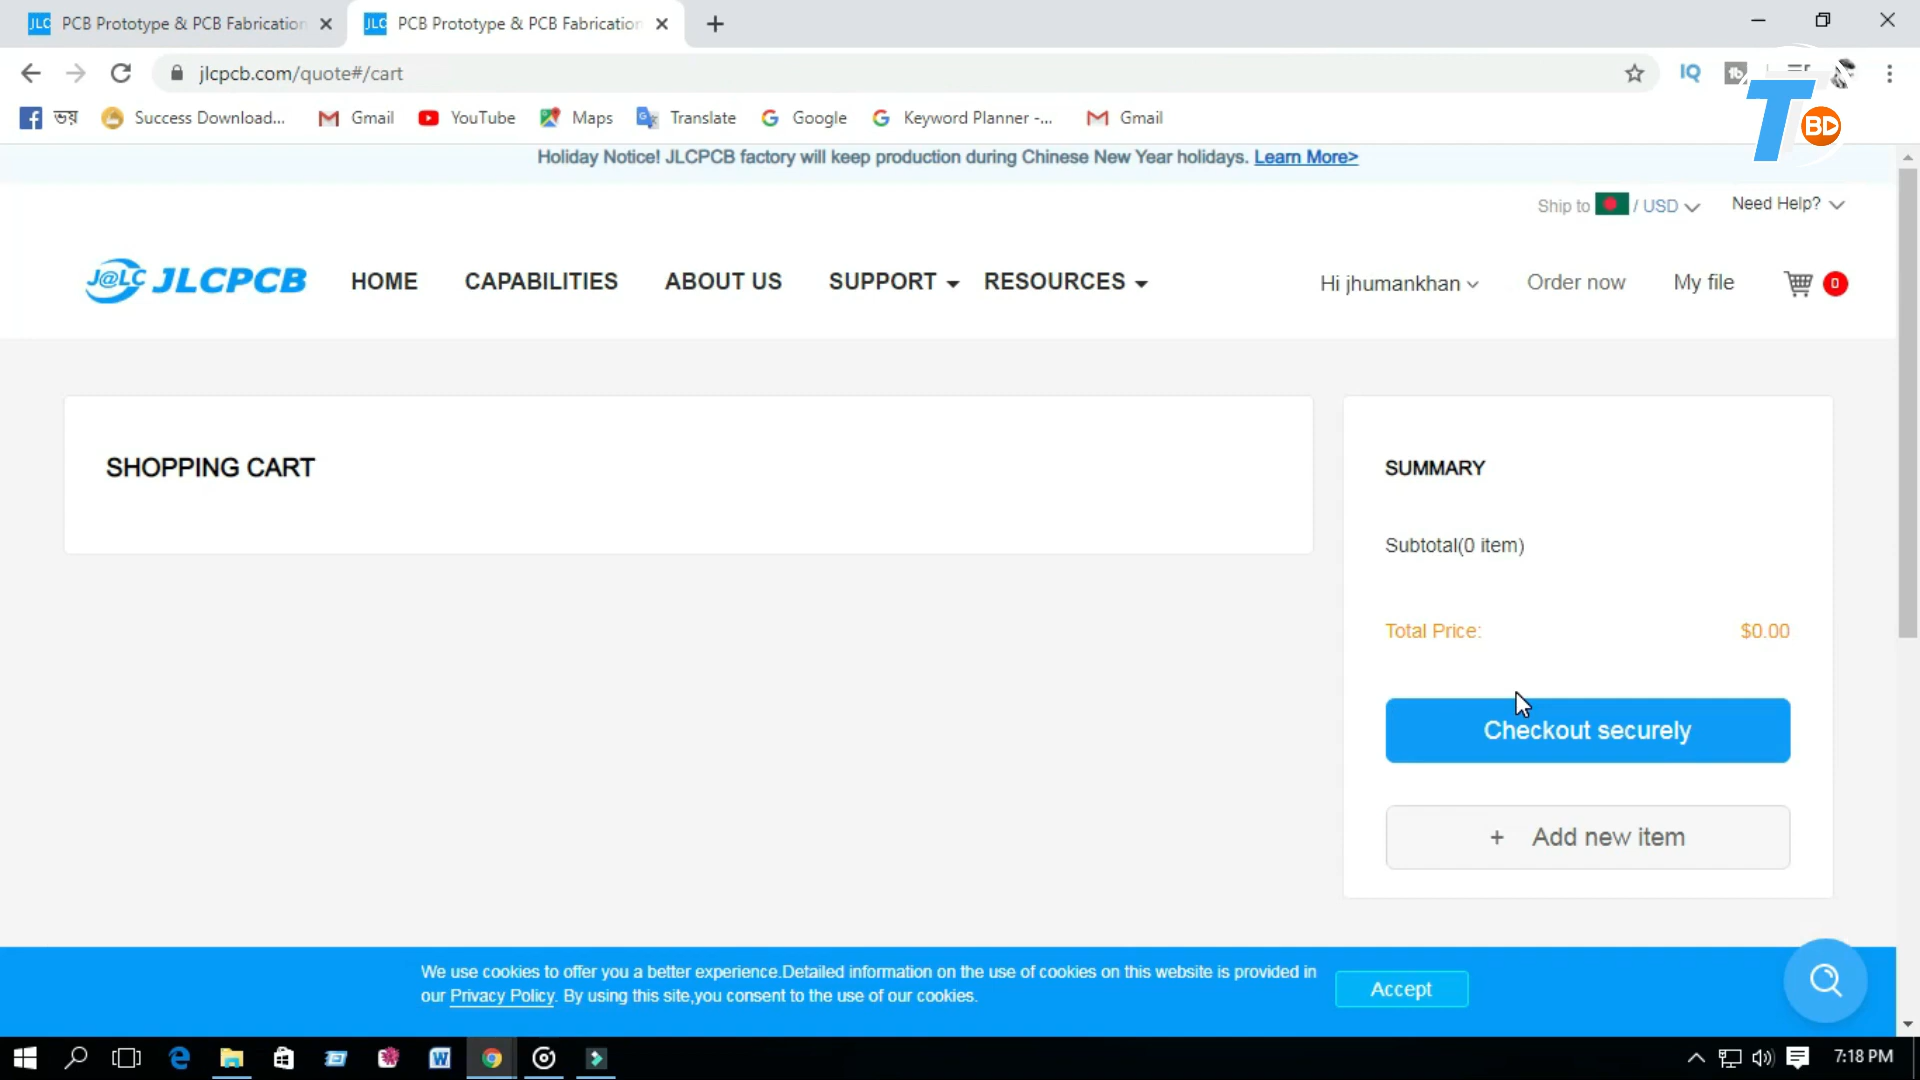 JLC PCB Prototype & PCB Fabrication
JLC PCB Prototype & PCB Fabrication
jlcpcb.com/quote#/cart
IQ
ভয়
Success Download...
Gmail
YouTube
Maps
Translate
Google
Keyword Planner -...
Gmail
T BD
Holiday Notice! JLCPCB factory will keep production during Chinese New Year holidays. Learn More>
Ship to / USD
Need Help?
J@LC JLCPCB
HOME
CAPABILITIES
ABOUT US
SUPPORT
RESOURCES
Hi jhumankhan
Order now
My file
0
SHOPPING CART
SUMMARY
Subtotal(0 item)
Total Price: $0.00
Checkout securely
+ Add new item
We use cookies to offer you a better experience.Detailed information on the use of cookies on this website is provided in
our Privacy Policy. By using this site,you consent to the use of our cookies.
Accept
7:18 PM